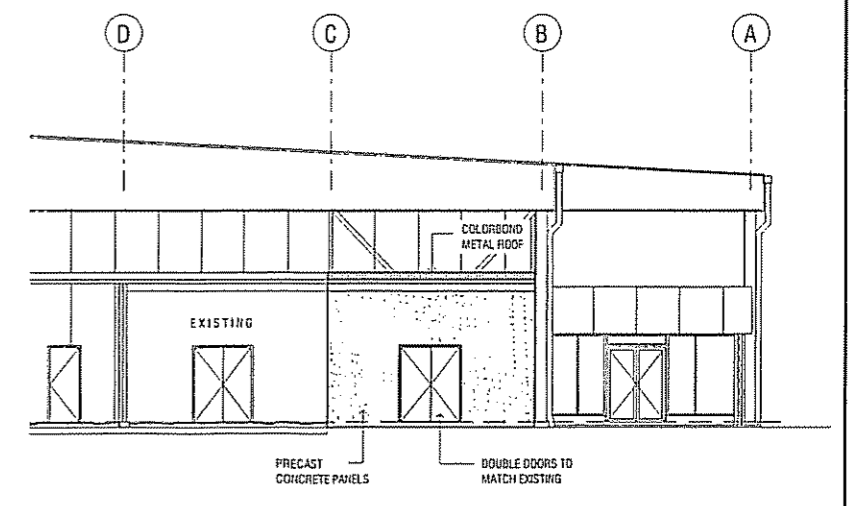 D C B A
COLORBOND
METAL ROOF
EXISTING
PRECAST
CONCRETE PANELS
DOUBLE DOORS TO
MATCH EXISTING